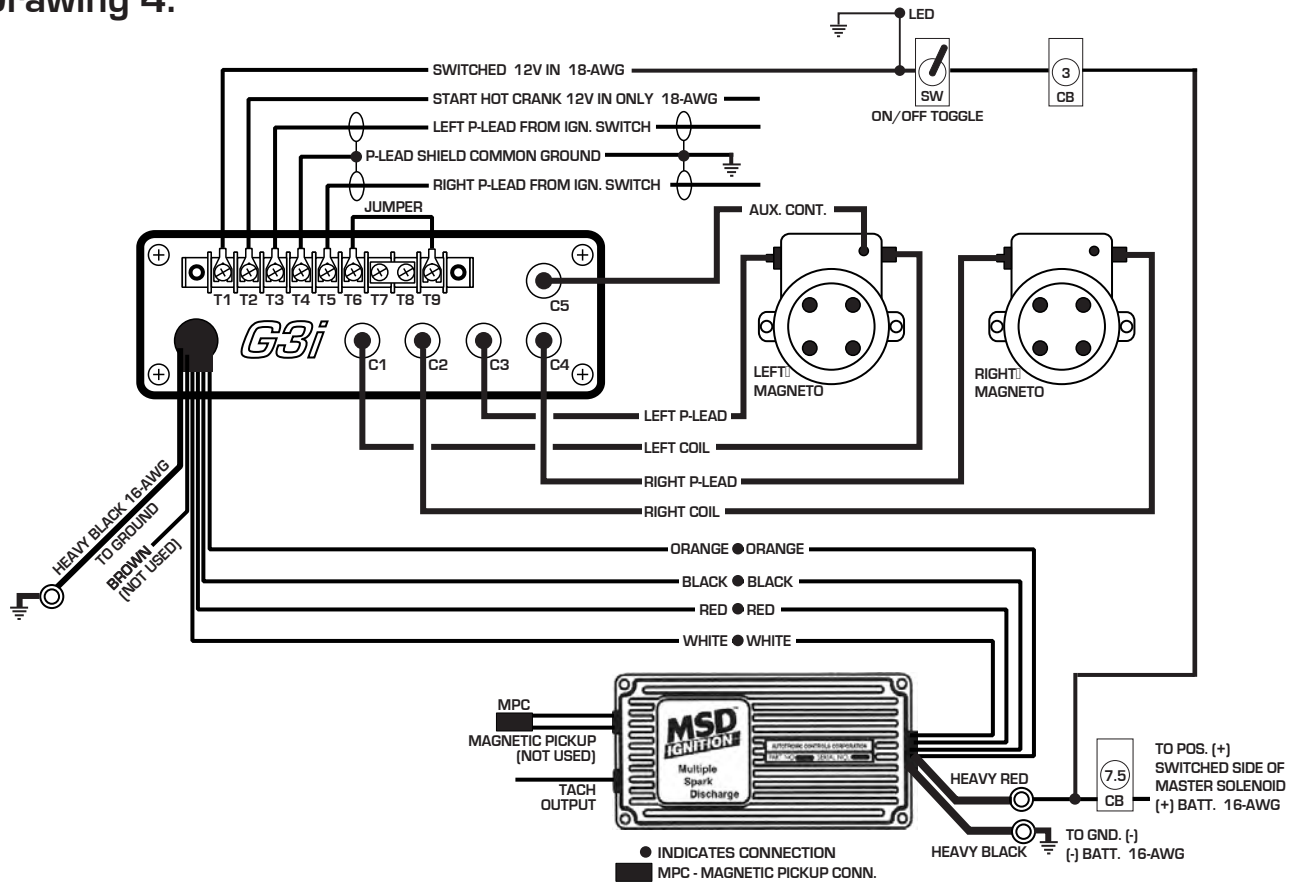 Drawing 4.
LED
SWITCHED 12V IN 18-AWG
3
SW
CB
ON/OFF TOGGLE
START HOT CRANK 12V IN ONLY 18-AWG
LEFT P-LEAD FROM IGN. SWITCH
P-LEAD SHIELD COMMON GROUND
RIGHT P-LEAD FROM IGN. SWITCH
JUMPER
AUX. CONT.
T1 T2 T3 T4 T5 T6 T7 T8 T9
C5
G3i
C1
C2
C3
C4
LEFT
MAGNETO
RIGHT
MAGNETO
LEFT P-LEAD
LEFT COIL
RIGHT P-LEAD
RIGHT COIL
HEAVY BLACK 16-AWG
TO GROUND
BROWN
(NOT USED)
ORANGE ORANGE
BLACK BLACK
RED RED
WHITE WHITE
MPC
MAGNETIC PICKUP
(NOT USED)
TACH
OUTPUT
MSD
IGNITION
Multiple
Spark
Discharge
AUTOTRONIC CONTROLS CORPORATION
PART NO. SERIAL NO.
HEAVY RED
HEAVY BLACK
7.5
CB
TO POS. (+)
SWITCHED SIDE OF
MASTER SOLENOID
(+) BATT. 16-AWG
TO GND. (-)
(-) BATT. 16-AWG
INDICATES CONNECTION
MPC - MAGNETIC PICKUP CONN.